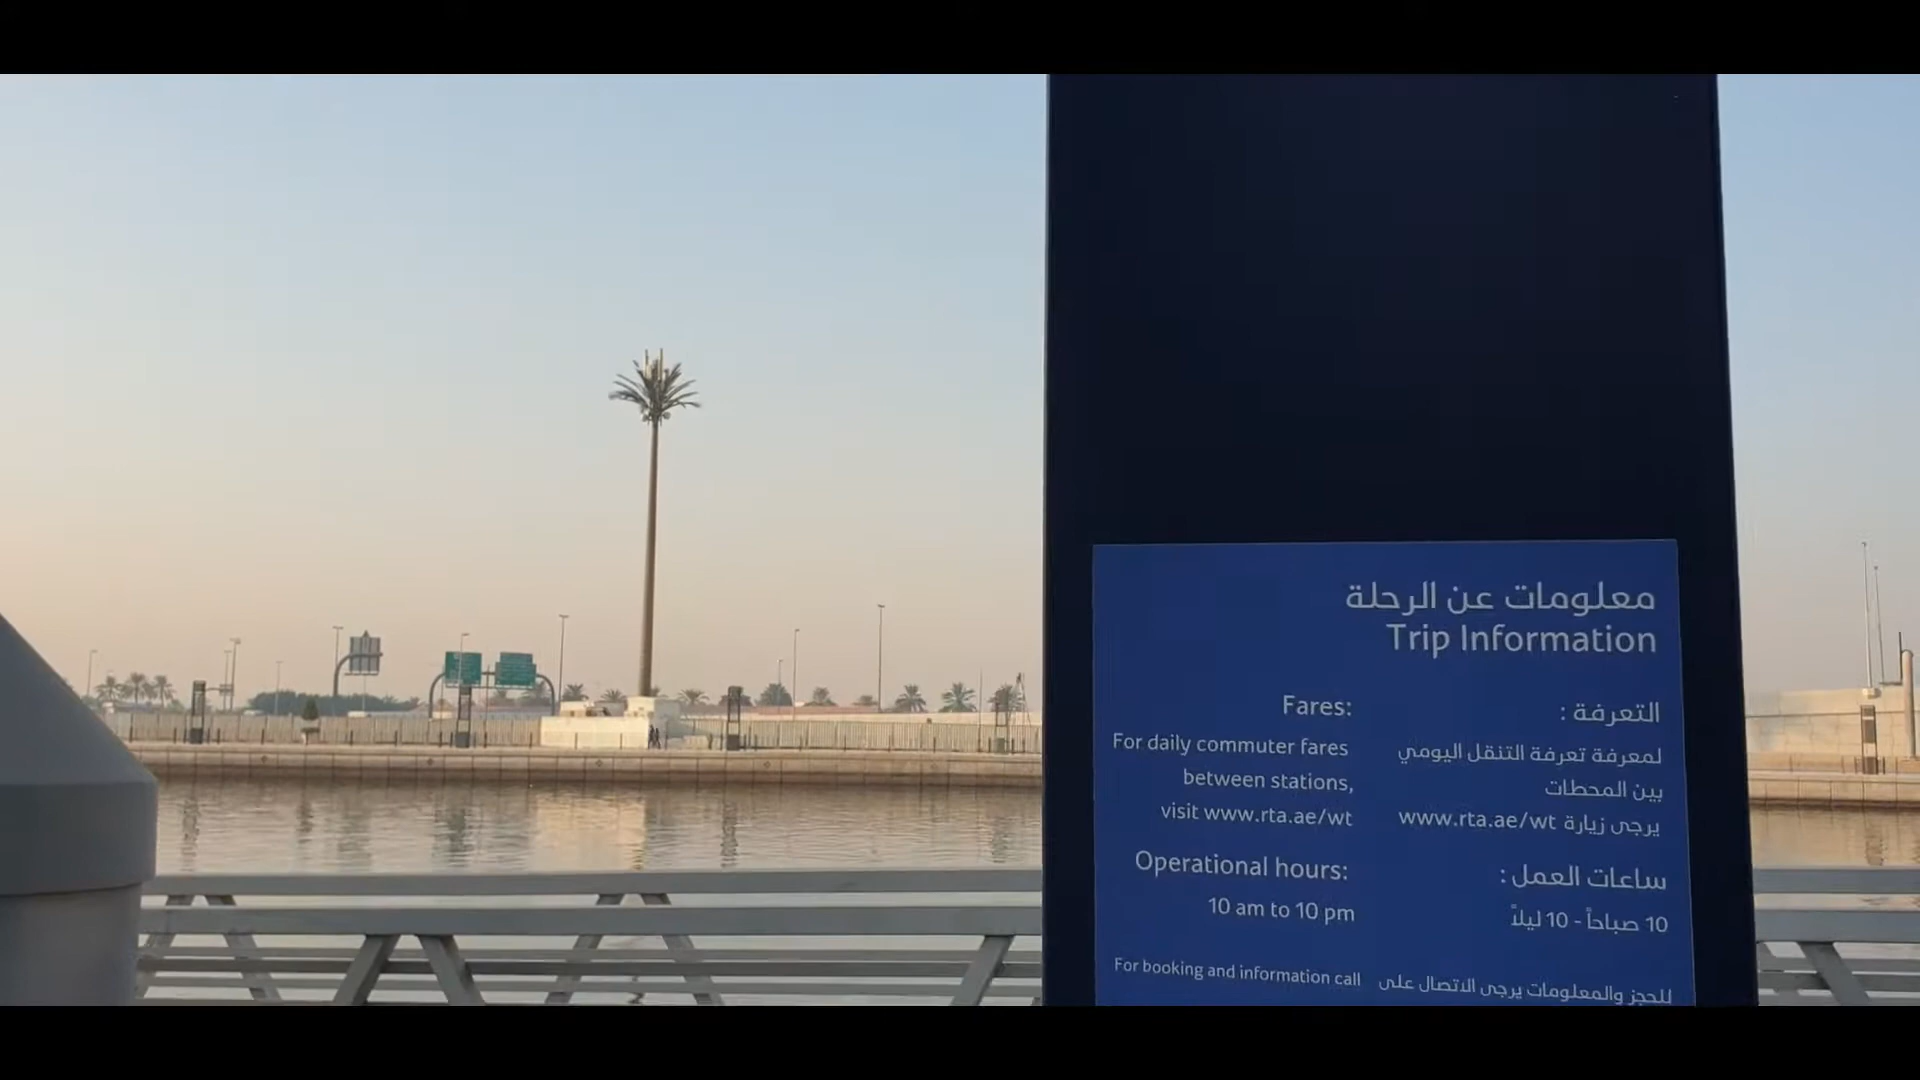 معلومات عن الرحلة
Trip Information
التعرفة :
لمعرفة تعرفة التنقل اليومي
بين المحطات
يرجى زيارة www.rta.ae/wt
ساعات العمل :
10 صباحاً - 10 ليلاً
للحجز والمعلومات يرجى الاتصال على
Fares:
For daily commuter fares
between stations,
visit www.rta.ae/wt
Operational hours:
10 am to 10 pm
For booking and information call